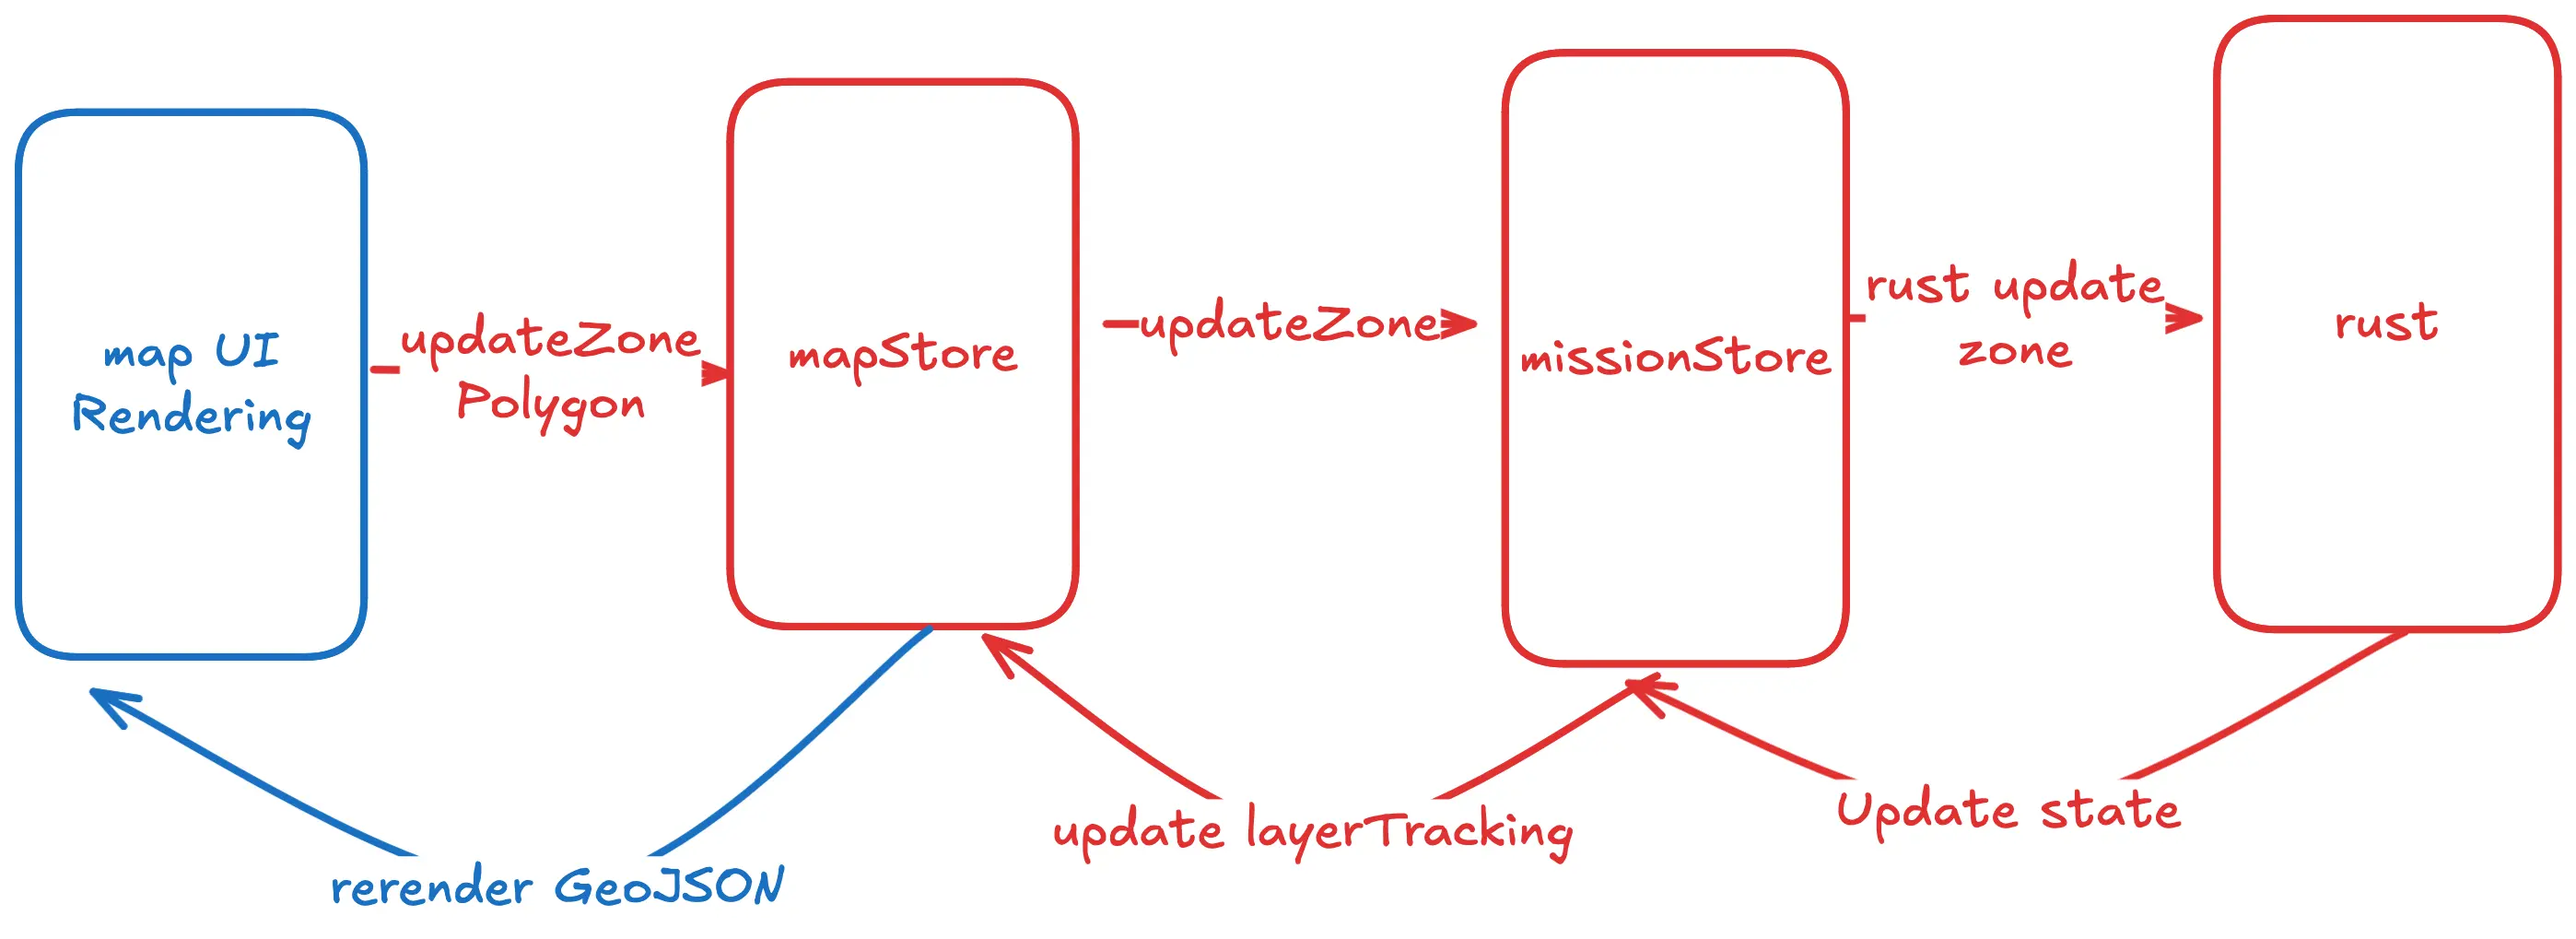 map UI
Rendering
updateZone
Polygon
mapStore
updateZone
missionStore
rust update
zone
rust
rerender GeoJSON
update layerTracking
Update state